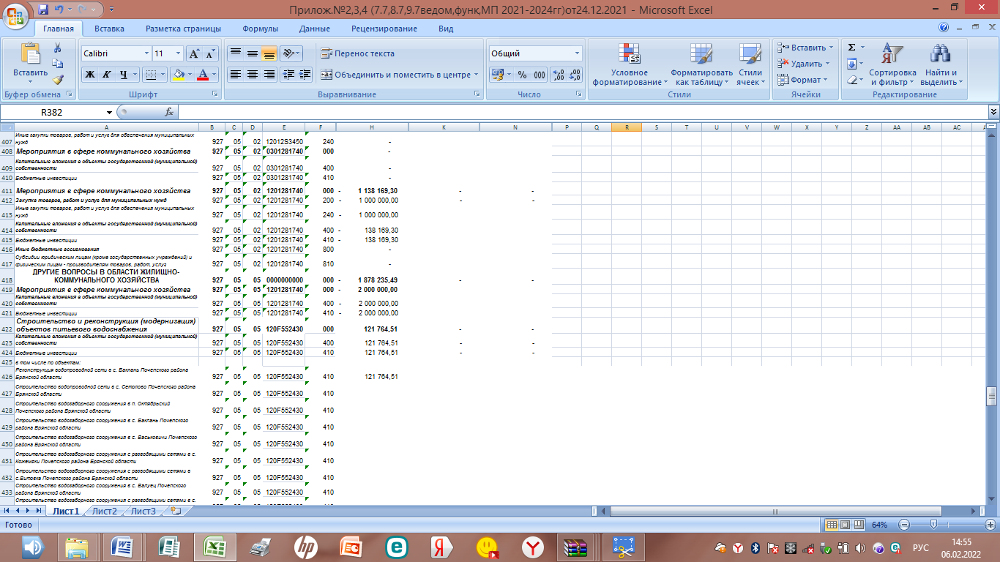 Прилож.№2,3,4 (7.7,8.7,9.7ведом,функ,МП 2021-2024гг)от24.12.2021 - Microsoft Excel
Главная Вставка Разметка страницы Формулы Данные Рецензирование Вид
Calibri 11 Перенос текста Общий Вставить Σ
Вставить Ж К Ч Объединить и поместить в центре % 000 Условное форматирование Форматировать как таблицу Стили ячеек Удалить Формат Сортировка и фильтр Найти и выделить
Буфер обмена Шрифт Выравнивание Число Стили Ячейки Редактирование
R382 fx
A B C D E F H K N P Q R S T U V W X Y Z AA AB AC
407 Иные закупки товаров, работ и услуг для обеспечения муниципальных
нужд 927 05 02 12012S3450 240 -
408 Мероприятия в сфере коммунального хозяйства 927 05 02 0301281740 000 -
409 Капитальные вложения в объекты государственной (муниципальной)
собственности 927 05 02 0301281740 400 -
410 Бюджетные инвестиции 927 05 02 0301281740 410 -
411 Мероприятия в сфере коммунального хозяйства 927 05 02 1201281740 000 - 1 138 169,30 - -
412 Закупка товаров, работ и услуг для муниципальных нужд 927 05 02 1201281740 200 - 1 000 000,00 - -
413 Иные закупки товаров, работ и услуг для обеспечения муниципальных
нужд 927 05 02 1201281740 240 - 1 000 000,00
414 Капитальные вложения в объекты государственной (муниципальной)
собственности 927 05 02 1201281740 400 - 138 169,30
415 Бюджетные инвестиции 927 05 02 1201281740 410 - 138 169,30
416 Иные бюджетные ассигнования 927 05 02 1201281740 800 -
417 Субсидии юридическим лицам (кроме государственных учреждений) и
физическим лицам - производителям товаров, работ, услуг 927 05 02 1201281740 810 -
418 ДРУГИЕ ВОПРОСЫ В ОБЛАСТИ ЖИЛИЩНО-
КОММУНАЛЬНОГО ХОЗЯЙСТВА 927 05 05 0000000000 000 - 1 878 235,49 - -
419 Мероприятия в сфере коммунального хозяйства 927 05 05 1201281740 000 - 2 000 000,00
420 Капитальные вложения в объекты государственной (муниципальной)
собственности 927 05 05 1201281740 400 - 2 000 000,00
421 Бюджетные инвестиции 927 05 05 1201281740 410 - 2 000 000,00
422 Строительство и реконструкция (модернизация)
объектов питьевого водоснабжения 927 05 05 120F552430 000 121 764,51 - -
423 Капитальные вложения в объекты государственной (муниципальной)
собственности 927 05 05 120F552430 400 121 764,51 - -
424 Бюджетные инвестиции 927 05 05 120F552430 410 121 764,51 - -
425 в том числе по объектам:
426 Реконструкция водопроводной сети в с. Баклань Почепского района
Брянской области 927 05 05 120F552430 410 121 764,51
427 Строительство водопроводной сети в с. Сетолово Почепского района
Брянской области 927 05 05 120F552430 410
428 Строительство водозаборного сооружения в п. Октябрьский
Почепского района Брянской области 927 05 05 120F552430 410
429 Строительство водозаборного сооружения в с. Баклань Почепского
района Брянской области 927 05 05 120F552430 410
430 Строительство водозаборного сооружения в с. Васьковичи Почепского
района Брянской области 927 05 05 120F552430 410
431 Строительство водозаборного сооружения с разводящими сетями в с.
Кожемяки Почепского района Брянской области 927 05 05 120F552430 410
432 Строительство водозаборного сооружения с разводящими сетями в
с.Витовка Почепского района Брянской области 927 05 05 120F552430 410
433 Строительство водозаборного сооружения в с. Валуец Почепского
района Брянской области 927 05 05 120F552430 410
Строительство водозаборного сооружения с разводящими сетями в с.
Лист1 Лист2 Лист3
Готово 64%
РУС 14:55
06.02.2022